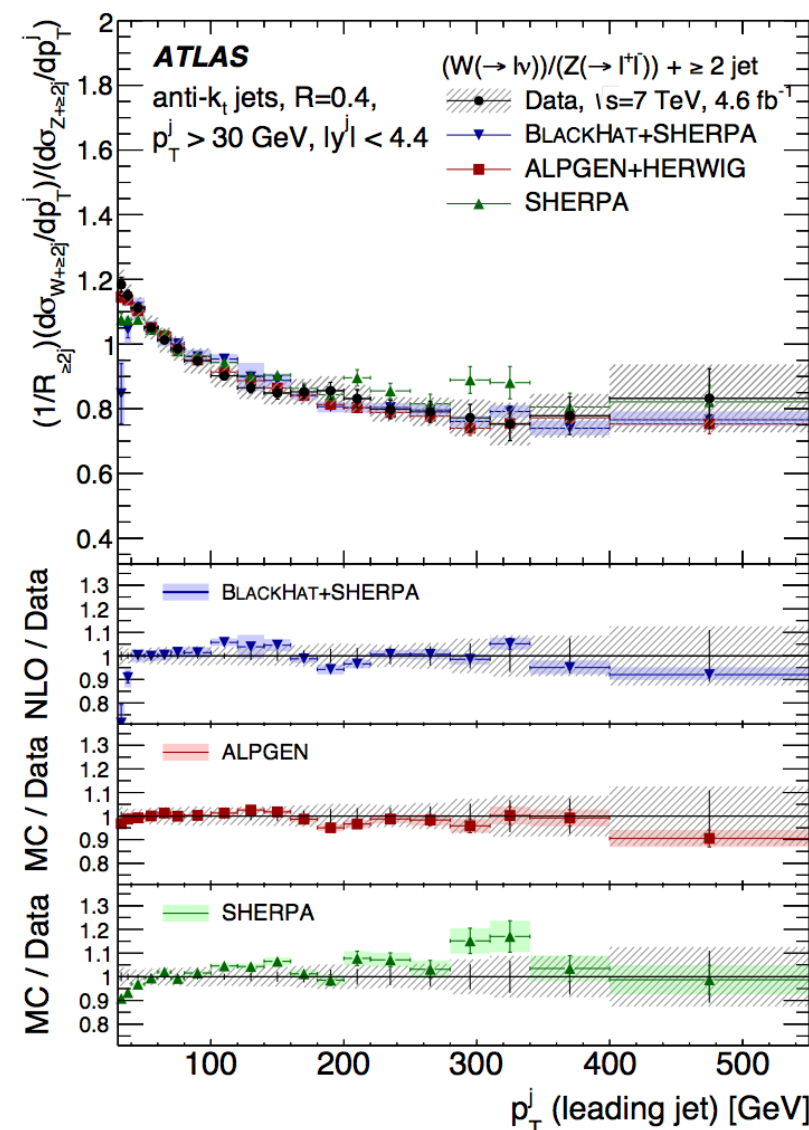 ATLAS
anti-k_t jets, R=0.4,
p_T^j > 30 GeV, |y^j| < 4.4
(W(→ lν))/(Z(→ l⁺l⁻)) + ≥ 2 jet
Data, √s=7 TeV, 4.6 fb⁻¹
BLACKHAT+SHERPA
ALPGEN+HERWIG
SHERPA
(1/R_≥2j)(dσ_W+≥2j/dp_T^j)/(dσ_Z+≥2j/dp_T^j)
2
1.8
1.6
1.4
1.2
1
0.8
0.6
0.4
NLO / Data
1.3
1.2
1.1
1
0.9
0.8
BLACKHAT+SHERPA
MC / Data
1.3
1.2
1.1
1
0.9
0.8
ALPGEN
MC / Data
1.3
1.2
1.1
1
0.9
0.8
SHERPA
100 200 300 400 500
p_T^j (leading jet) [GeV]